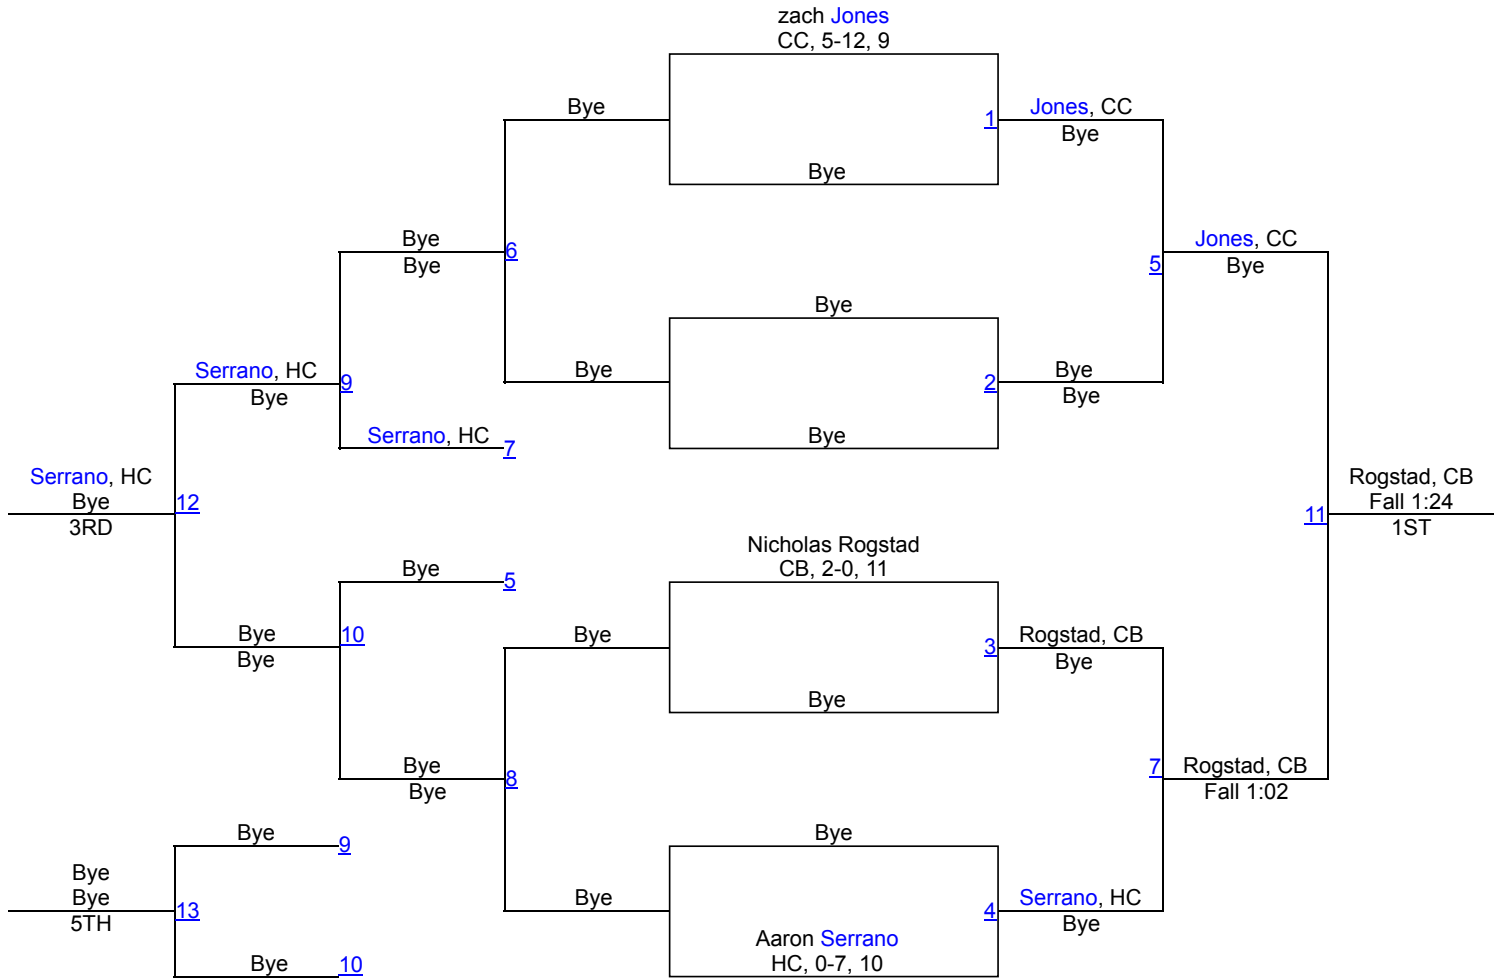 zach Jones
CC, 5-12, 9
Bye
1
Jones, CC
Bye
Bye
Bye
Bye
6
5
Jones, CC
Bye
Bye
Bye
2
Bye
Bye
Bye
Serrano, HC
Bye
9
Serrano, HC
7
Serrano, HC
Bye
3RD
12
11
Rogstad, CB
Fall 1:24
1ST
Nicholas Rogstad
CB, 2-0, 11
Bye
5
Bye
Bye
10
Bye
3
Rogstad, CB
Bye
Bye
Bye
Bye
8
7
Rogstad, CB
Fall 1:02
Bye
Bye
9
Bye
Bye
5TH
13
Bye
4
Serrano, HC
Bye
Aaron Serrano
HC, 0-7, 10
Bye
10